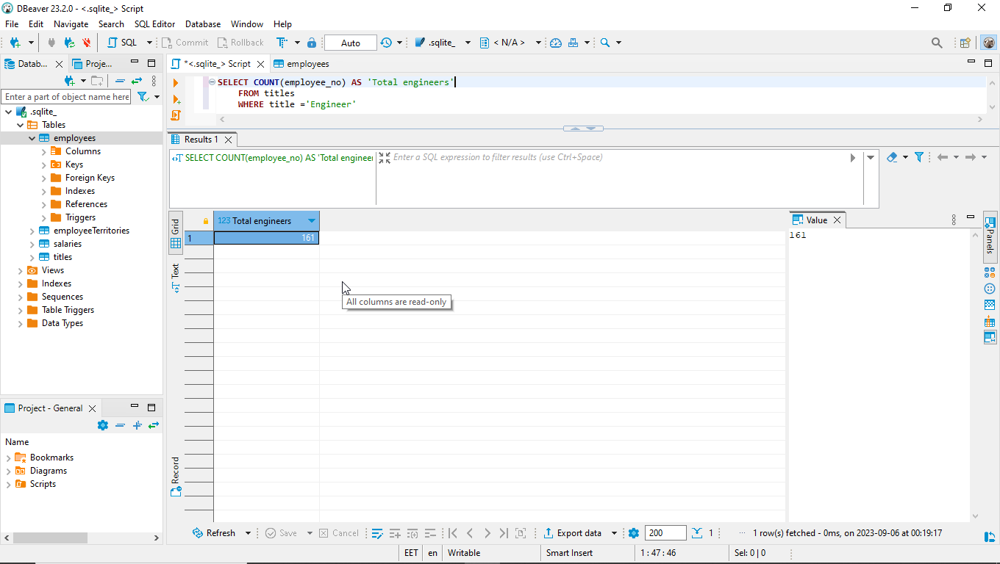 DBeaver 23.2.0 - <.sqlite_> Script
File Edit Navigate Search SQL Editor Database Window Help
SQL Commit Rollback Auto .sqlite_ < N/A >
Datab... Proje...
*<.sqlite_> Script employees
Enter a part of object name here
SELECT COUNT(employee_no) AS 'Total engineers'
FROM titles
WHERE title ='Engineer'
.sqlite_
Tables
employees
Columns
Keys
Foreign Keys
Indexes
References
Triggers
employeeTerritories
salaries
titles
Views
Indexes
Sequences
Table Triggers
Data Types
Results 1
SELECT COUNT(employee_no) AS 'Total engineer
Enter a SQL expression to filter results (use Ctrl+Space)
Grid
Text
Record
123 Total engineers
1 161
All columns are read-only
Value
161
Panels
Project - General
Name
Bookmarks
Diagrams
Scripts
Refresh Save Cancel Export data 200 1 ... 1 row(s) fetched - 0ms, on 2023-09-06 at 00:19:17
EET en Writable Smart Insert 1 : 47 : 46 Sel: 0 | 0